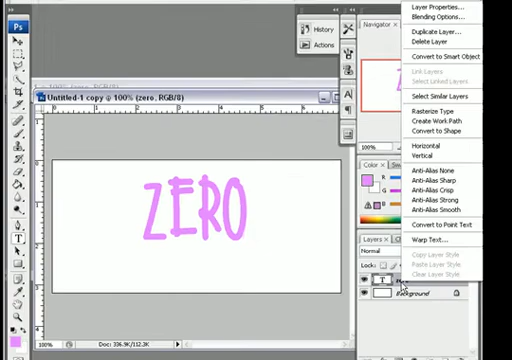 Ps
History
Actions
Navigator
Untitled-1 copy @ 100% (zero, RGB/8)
ZERO
100%
Doc: 336.9K/112.3K
100%
Color
R
Layers
Normal
Lock:
T
Background
Layer Properties...
Blending Options...
Duplicate Layer...
Delete Layer
Convert to Smart Object
Link Layers
Select Linked Layers
Select Similar Layers
Rasterize Type
Create Work Path
Convert to Shape
Horizontal
Vertical
Anti-Alias None
Anti-Alias Sharp
Anti-Alias Crisp
Anti-Alias Strong
Anti-Alias Smooth
Convert to Point Text
Warp Text...
Copy Layer Style
Paste Layer Style
Clear Layer Style